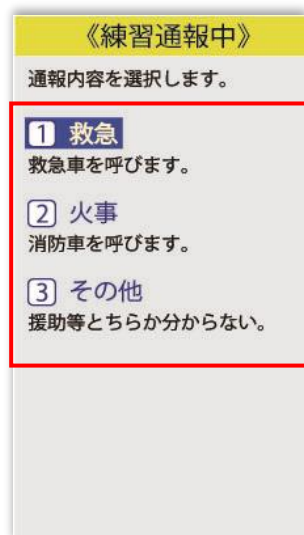 《練習通報中》
通報内容を選択します。
1 救急
救急車を呼びます。
2 火事
消防車を呼びます。
3 その他
援助等とちらか分からない。